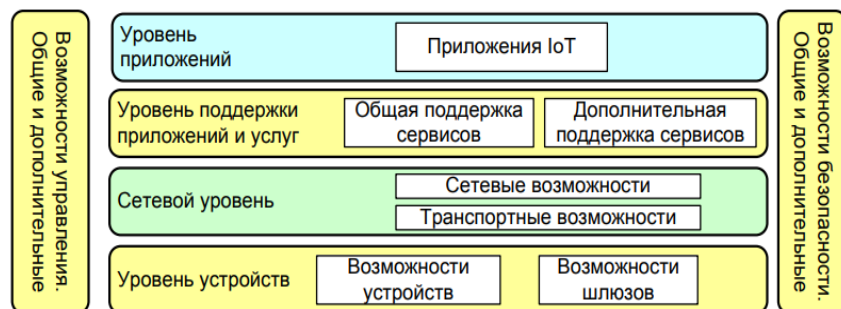 Возможности управления.
Общие и дополнительные
Уровень
приложений
Приложения IoT
Уровень поддержки
приложений и услуг
Общая поддержка
сервисов
Дополнительная
поддержка сервисов
Сетевой уровень
Сетевые возможности
Транспортные возможности
Уровень устройств
Возможности
устройств
Возможности
шлюзов
Возможности безопасности.
Общие и дополнительные